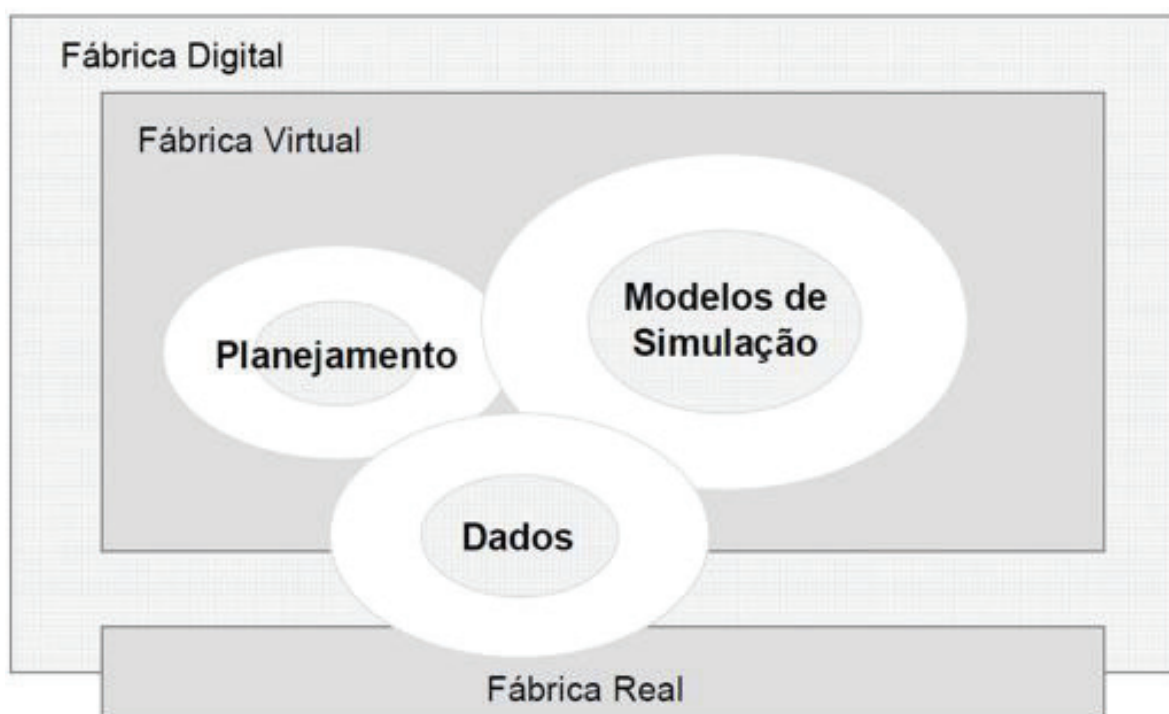 Fábrica Digital
Fábrica Virtual
Modelos de
Simulação
Planejamento
Dados
Fábrica Real